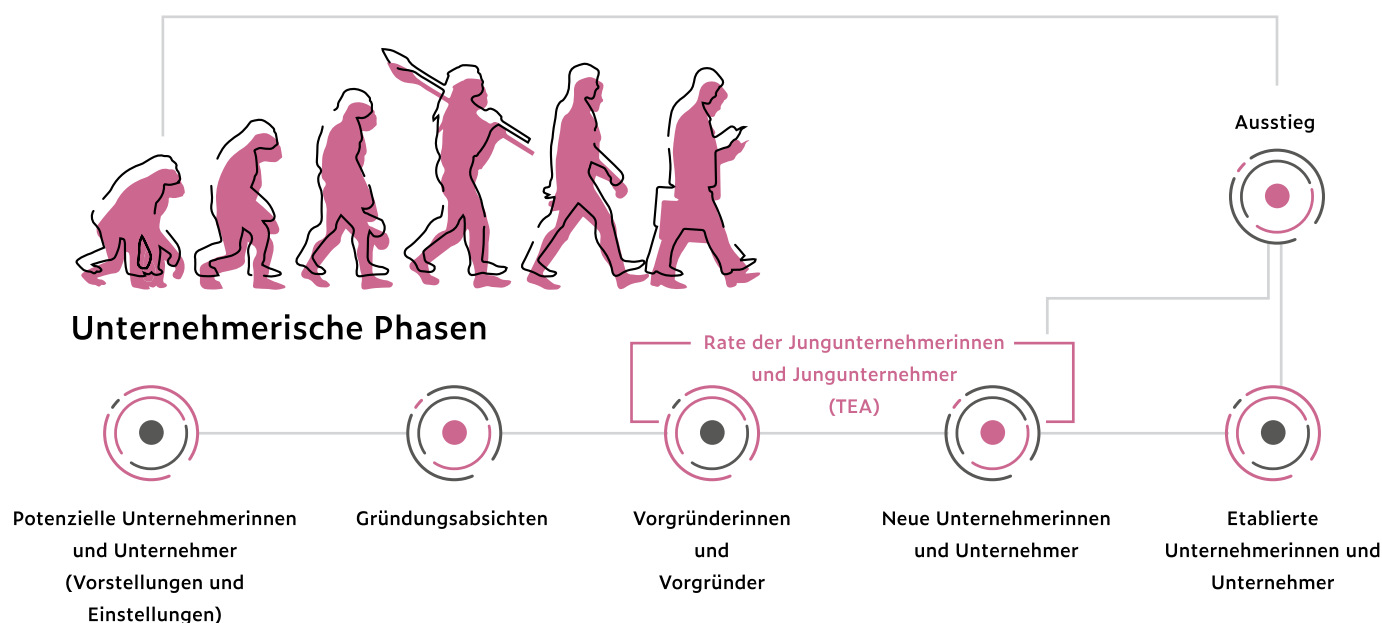 Ausstieg
Unternehmerische Phasen
Rate der Jungunternehmerinnen
und Jungunternehmer
(TEA)
Potenzielle Unternehmerinnen
und Unternehmer
(Vorstellungen und
Einstellungen)
Gründungsabsichten
Vorgründerinnen
und
Vorgründer
Neue Unternehmerinnen
und Unternehmer
Etablierte
Unternehmerinnen und
Unternehmer